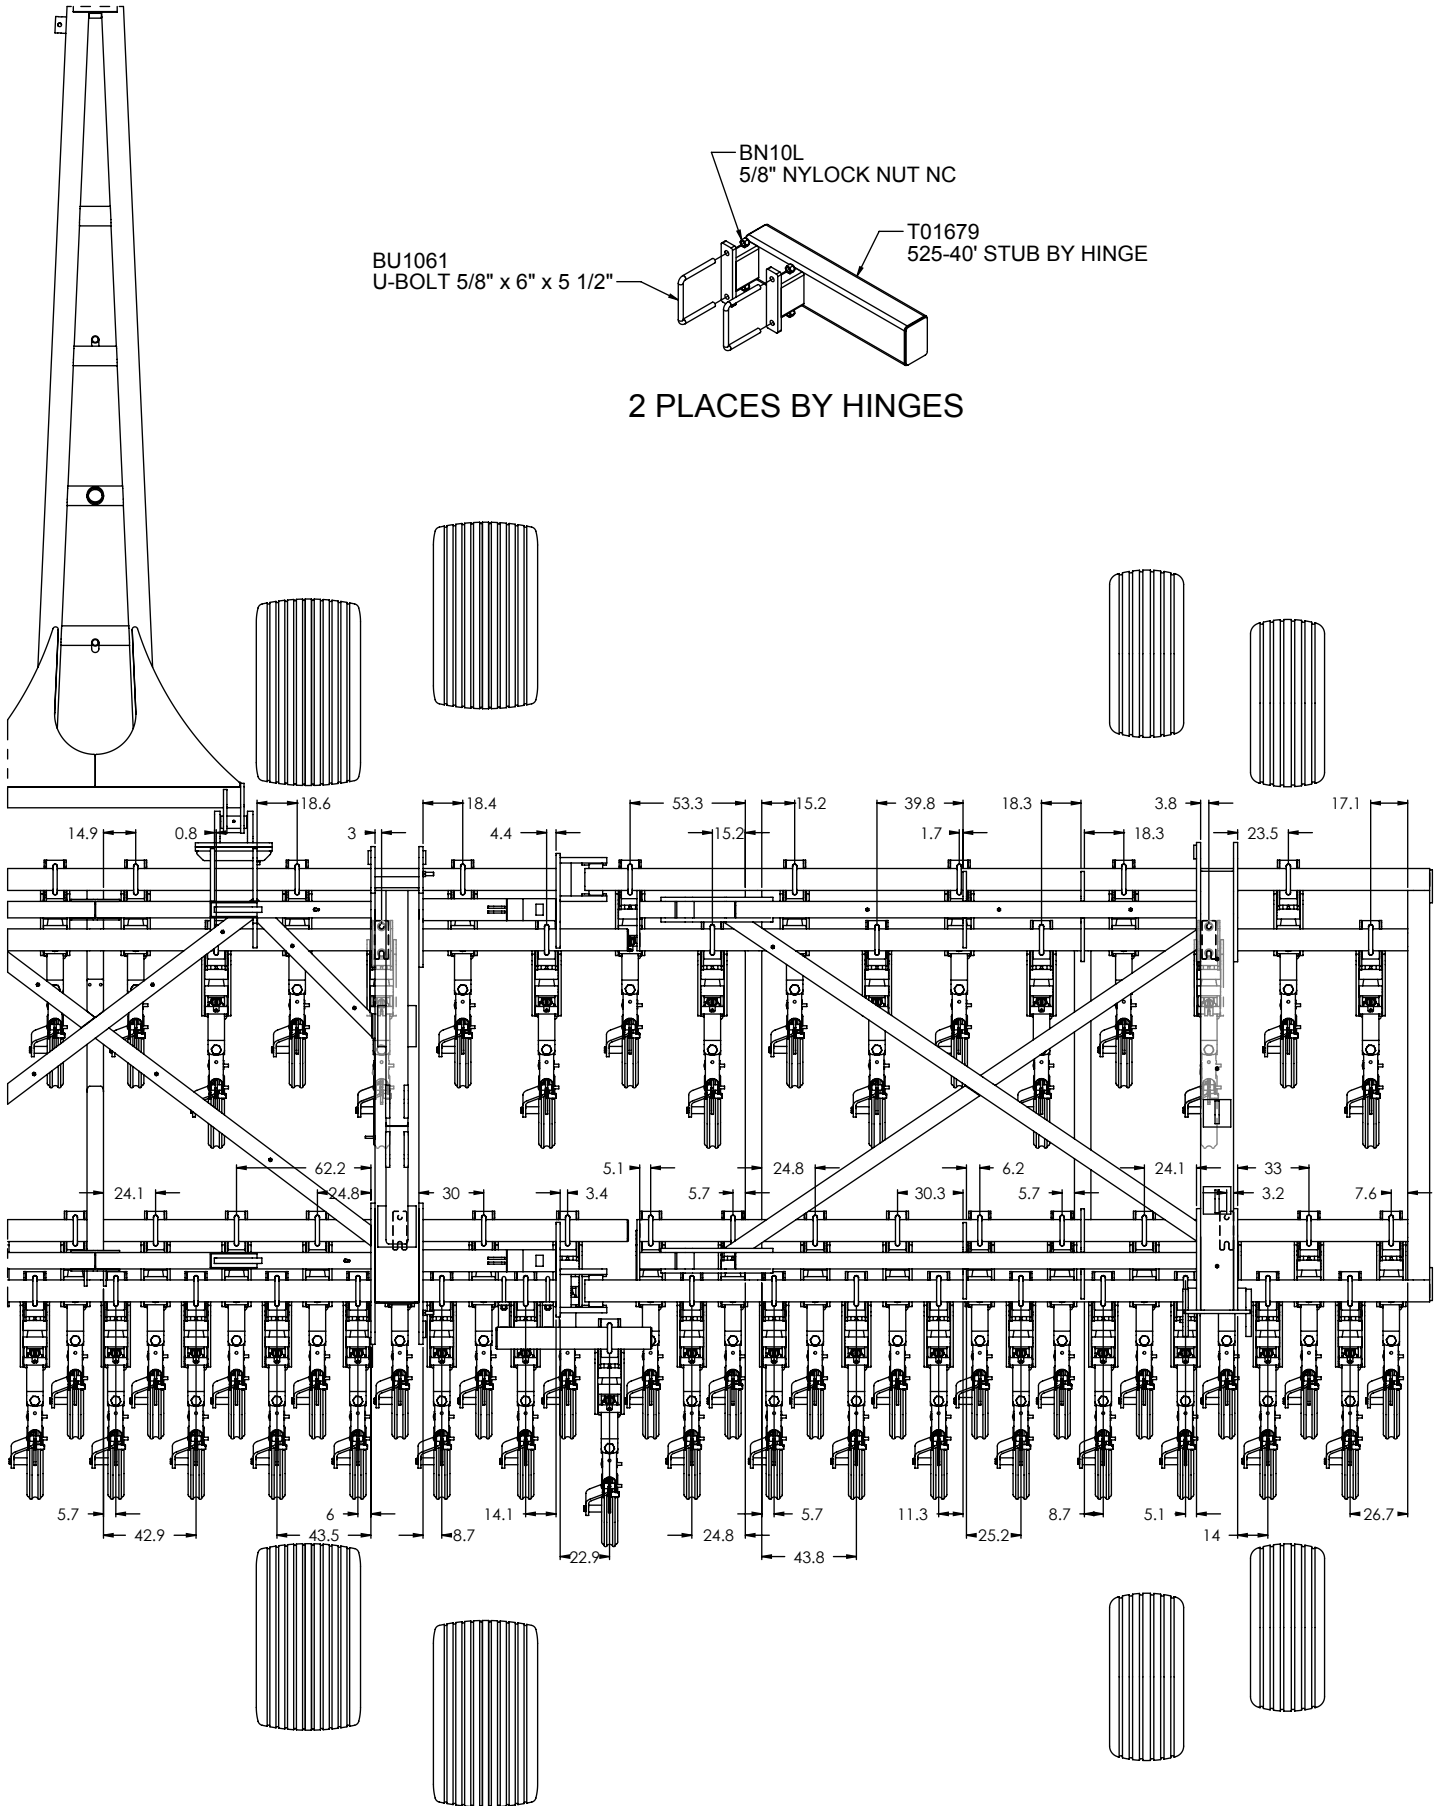 BN10L
5/8" NYLOCK NUT NC
T01679
525-40' STUB BY HINGE
BU1061
U-BOLT 5/8" x 6" x 5 1/2"
2 PLACES BY HINGES
18.6 18.4 53.3 15.2 39.8 18.3 3.8 17.1
14.9 0.8 3 4.4 15.2 1.7 18.3 23.5
62.2 5.1 24.8 6.2 24.1 33
24.1 24.8 30 3.4 5.7 30.3 5.7 3.2 7.6
5.7 6 14.1 5.7 11.3 8.7 5.1 26.7
42.9 43.5 8.7 24.8 25.2 14
22.9 43.8